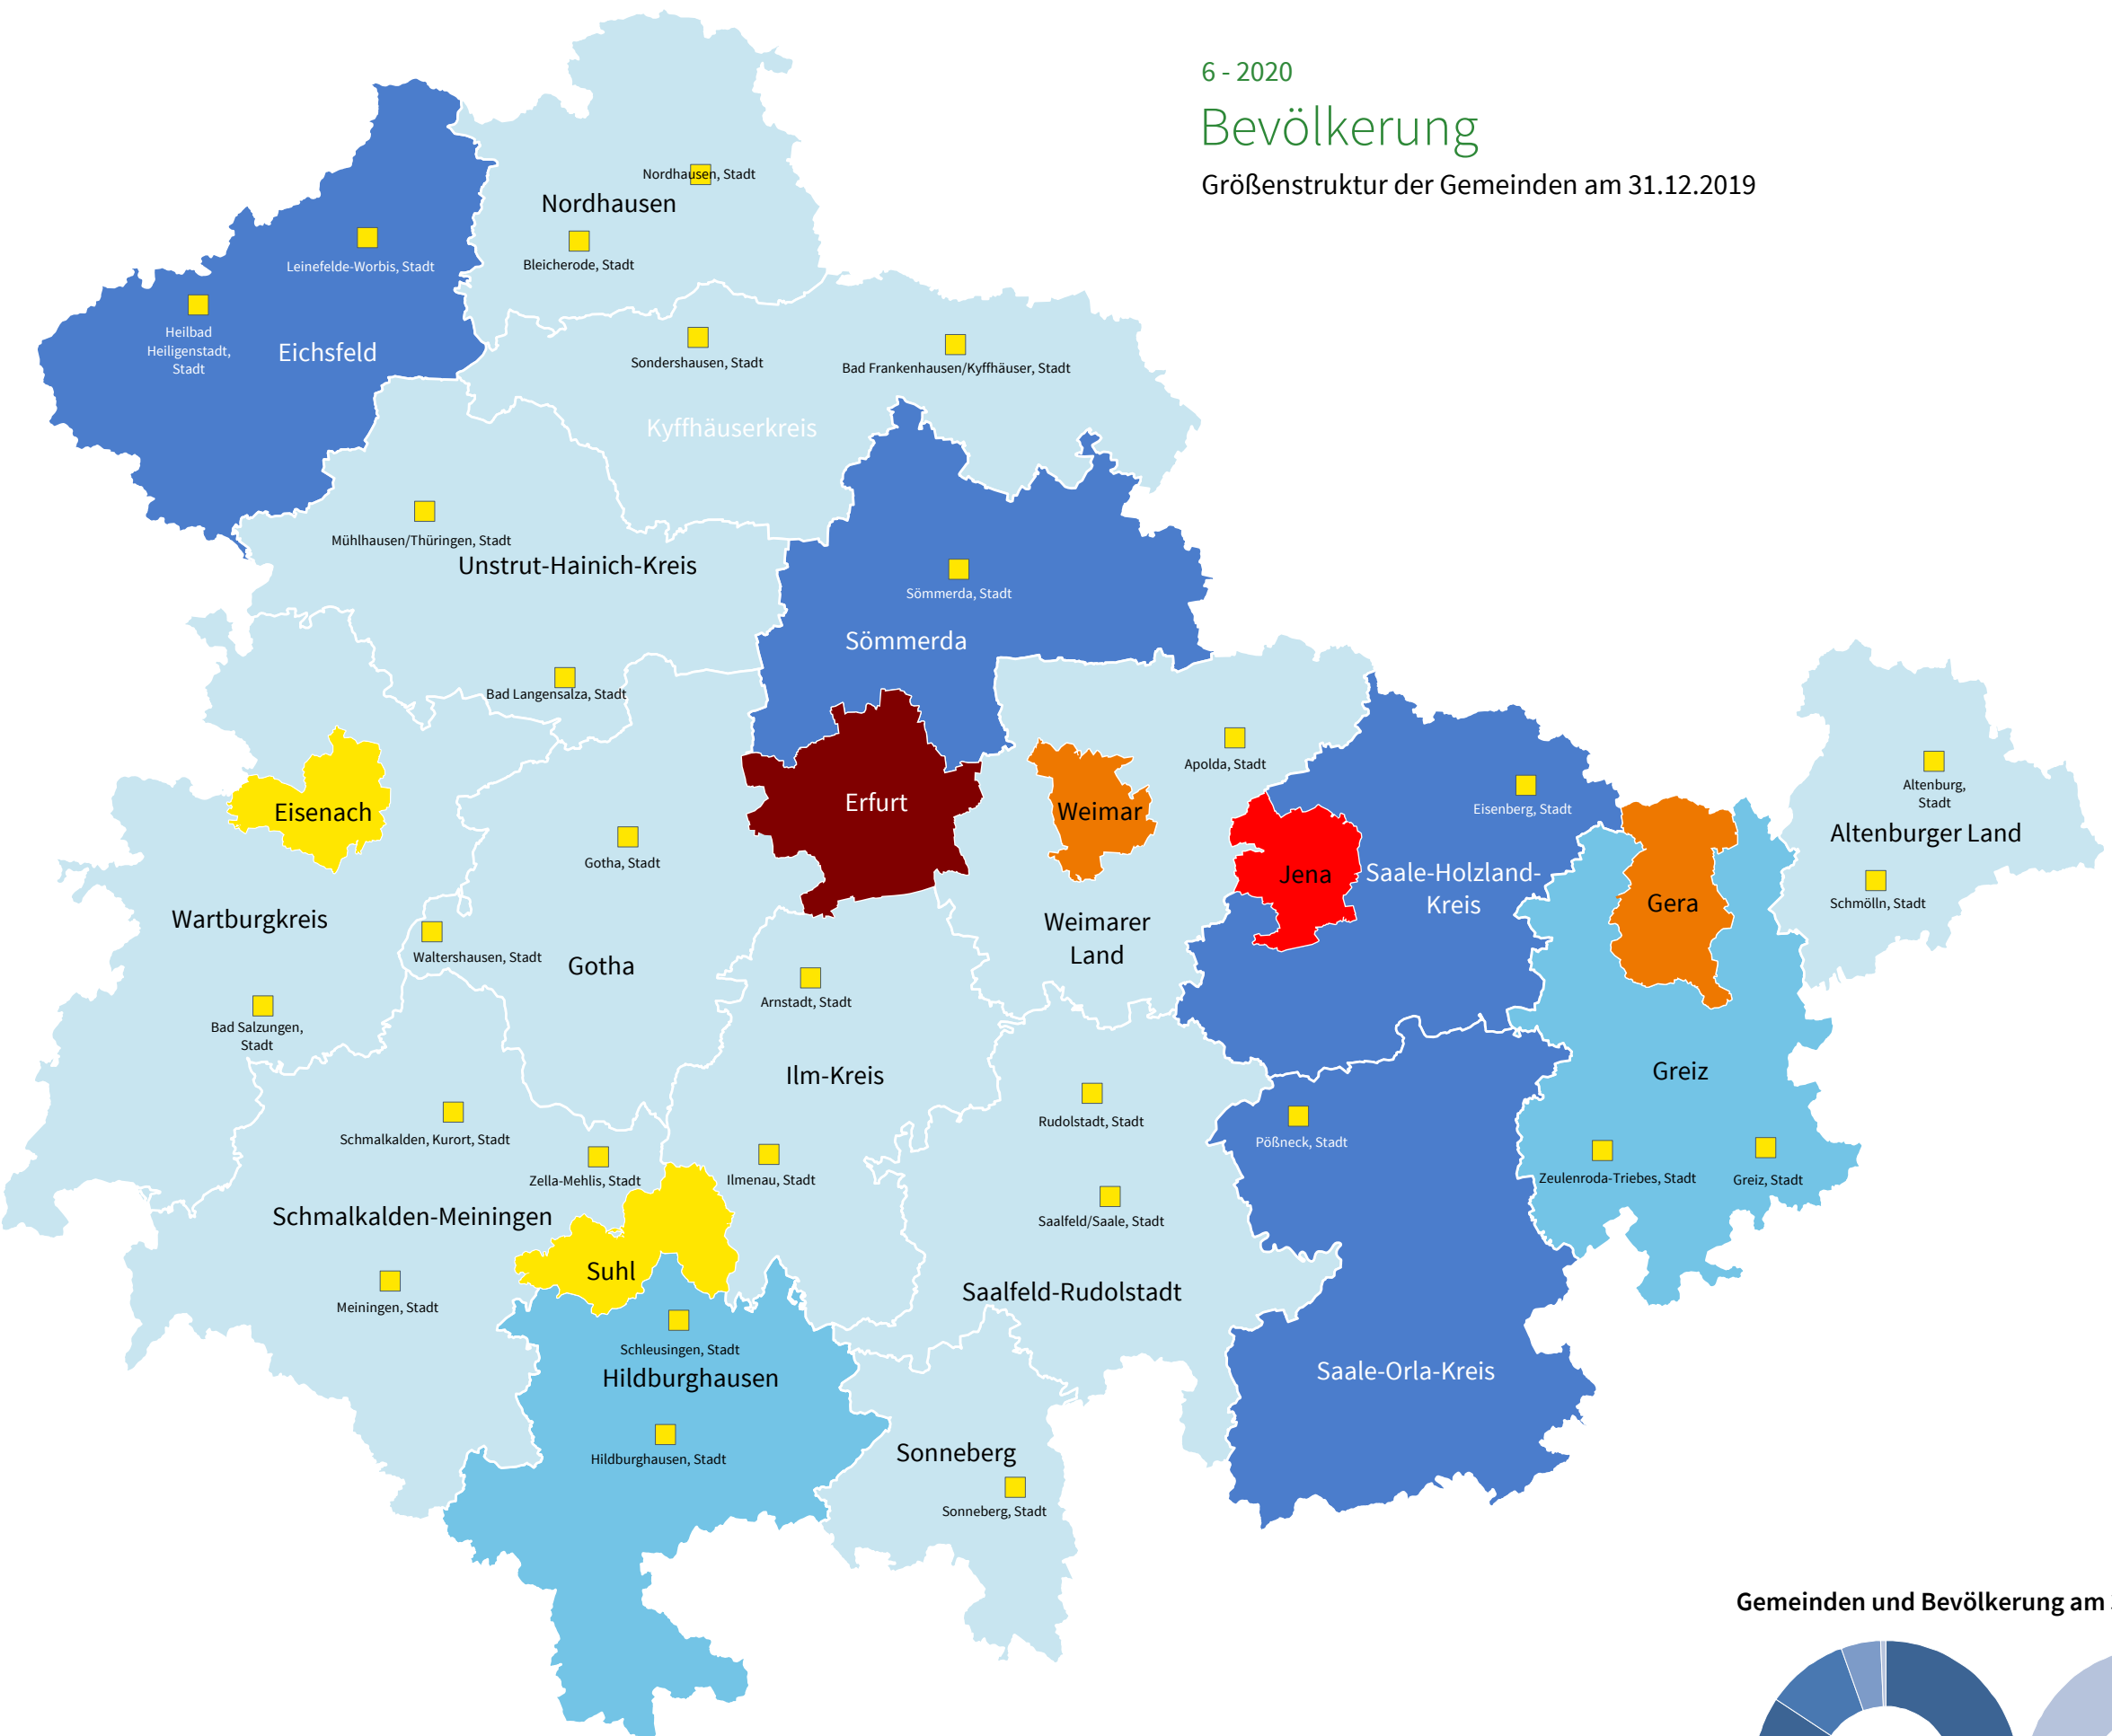 6 - 2020
Bevölkerung
Größenstruktur der Gemeinden am 31.12.2019
Nordhausen, Stadt
Nordhausen
Bleicherode, Stadt
Leinefelde-Worbis, Stadt
Heilbad
Heiligenstadt,
Stadt
Eichsfeld
Sondershausen, Stadt
Bad Frankenhausen/Kyffhäuser, Stadt
Kyffhäuserkreis
Mühlhausen/Thüringen, Stadt
Unstrut-Hainich-Kreis
Sömmerda, Stadt
Sömmerda
Bad Langensalza, Stadt
Apolda, Stadt
Eisenberg, Stadt
Altenburg,
Stadt
Altenburger Land
Schmölln, Stadt
Eisenach
Erfurt
Weimar
Gotha, Stadt
Jena
Saale-Holzland-
Kreis
Gera
Wartburgkreis
Weimarer
Land
Waltershausen, Stadt
Gotha
Arnstadt, Stadt
Bad Salzungen,
Stadt
Ilm-Kreis
Greiz
Schmalkalden, Kurort, Stadt
Rudolstadt, Stadt
Pößneck, Stadt
Zella-Mehlis, Stadt
Ilmenau, Stadt
Zeulenroda-Triebes, Stadt
Greiz, Stadt
Schmalkalden-Meiningen
Saalfeld/Saale, Stadt
Suhl
Saalfeld-Rudolstadt
Meiningen, Stadt
Schleusingen, Stadt
Hildburghausen
Saale-Orla-Kreis
Hildburghausen, Stadt
Sonneberg
Sonneberg, Stadt
Gemeinden und Bevölkerung am